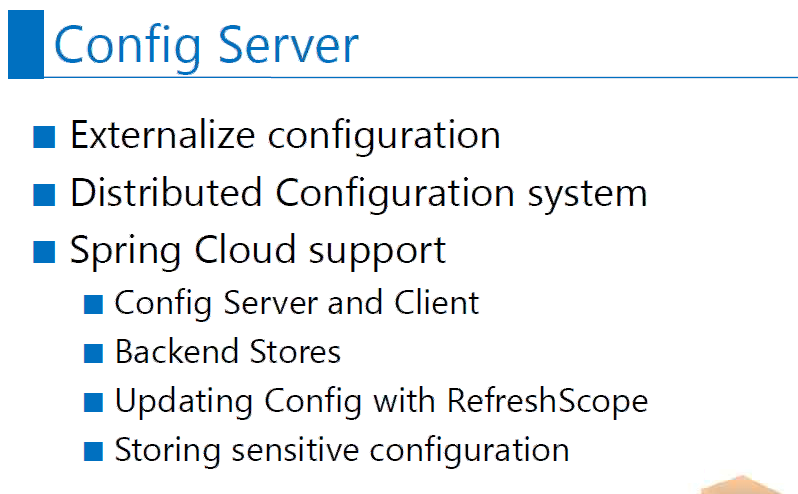 Config Server
Externalize configuration
Distributed Configuration system
Spring Cloud support
Config Server and Client
Backend Stores
Updating Config with RefreshScope
Storing sensitive configuration